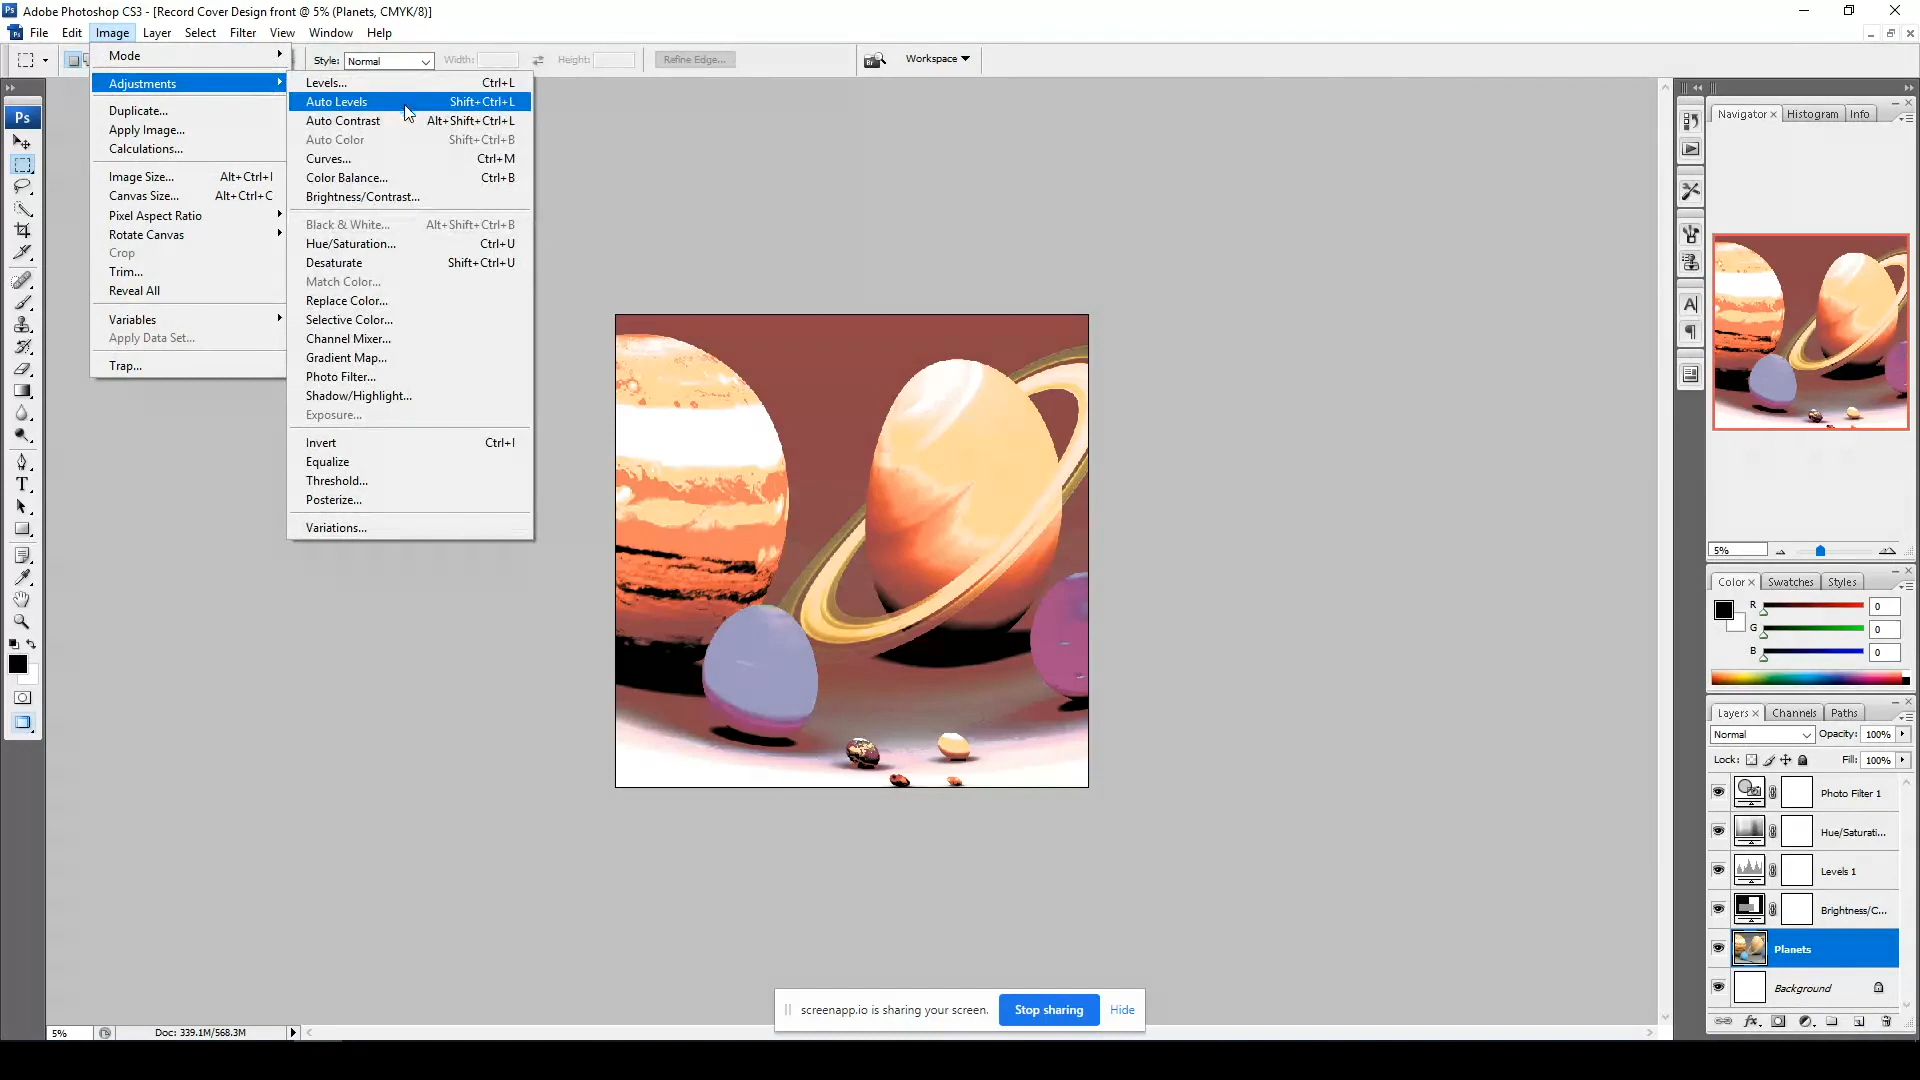 Ps Adobe Photoshop CS3 - [Record Cover Design front @ 5% (Planets, CMYK/8)]
Ps File Edit Image Layer Select Filter View Window Help
Style: Normal Width: Height: Refine Edge... Br Workspace
Mode
Adjustments
Duplicate...
Apply Image...
Calculations...
Image Size... Alt+Ctrl+I
Canvas Size... Alt+Ctrl+C
Pixel Aspect Ratio
Rotate Canvas
Crop
Trim...
Reveal All
Variables
Apply Data Set...
Trap...
Levels... Ctrl+L
Auto Levels Shift+Ctrl+L
Auto Contrast Alt+Shift+Ctrl+L
Auto Color Shift+Ctrl+B
Curves... Ctrl+M
Color Balance... Ctrl+B
Brightness/Contrast...
Black & White... Alt+Shift+Ctrl+B
Hue/Saturation... Ctrl+U
Desaturate Shift+Ctrl+U
Match Color...
Replace Color...
Selective Color...
Channel Mixer...
Gradient Map...
Photo Filter...
Shadow/Highlight...
Exposure...
Invert Ctrl+I
Equalize
Threshold...
Posterize...
Variations...
Ps
T
A
Navigator Histogram Info
5%
Color Swatches Styles
R 0
G 0
B 0
Layers Channels Paths
Normal Opacity: 100%
Lock: Fill: 100%
Photo Filter 1
Hue/Saturati...
Levels 1
Brightness/C...
Planets
Background
fx
screenapp.io is sharing your screen. Stop sharing Hide
5% Doc: 339.1M/568.3M